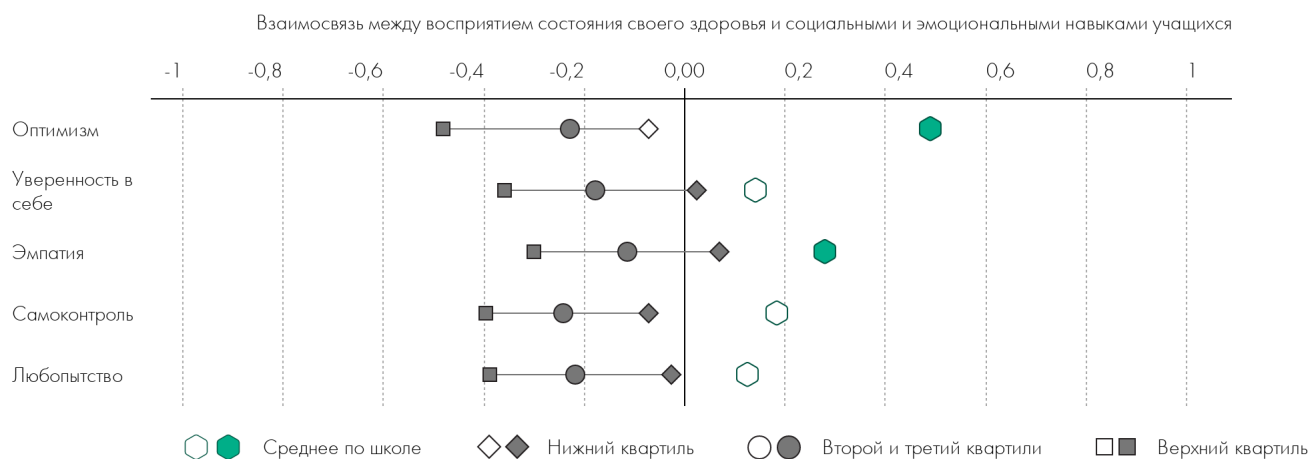 Взаимосвязь между восприятием состояния своего здоровья и социальными и эмоциональными навыками учащихся
-1 -0,8 -0,6 -0,4 -0,2 0,00 0,2 0,4 0,6 0,8 1
Оптимизм
Уверенность в
себе
Эмпатия
Самоконтроль
Любопытство
Среднее по школе Нижний квартиль Второй и третий квартили Верхний квартиль